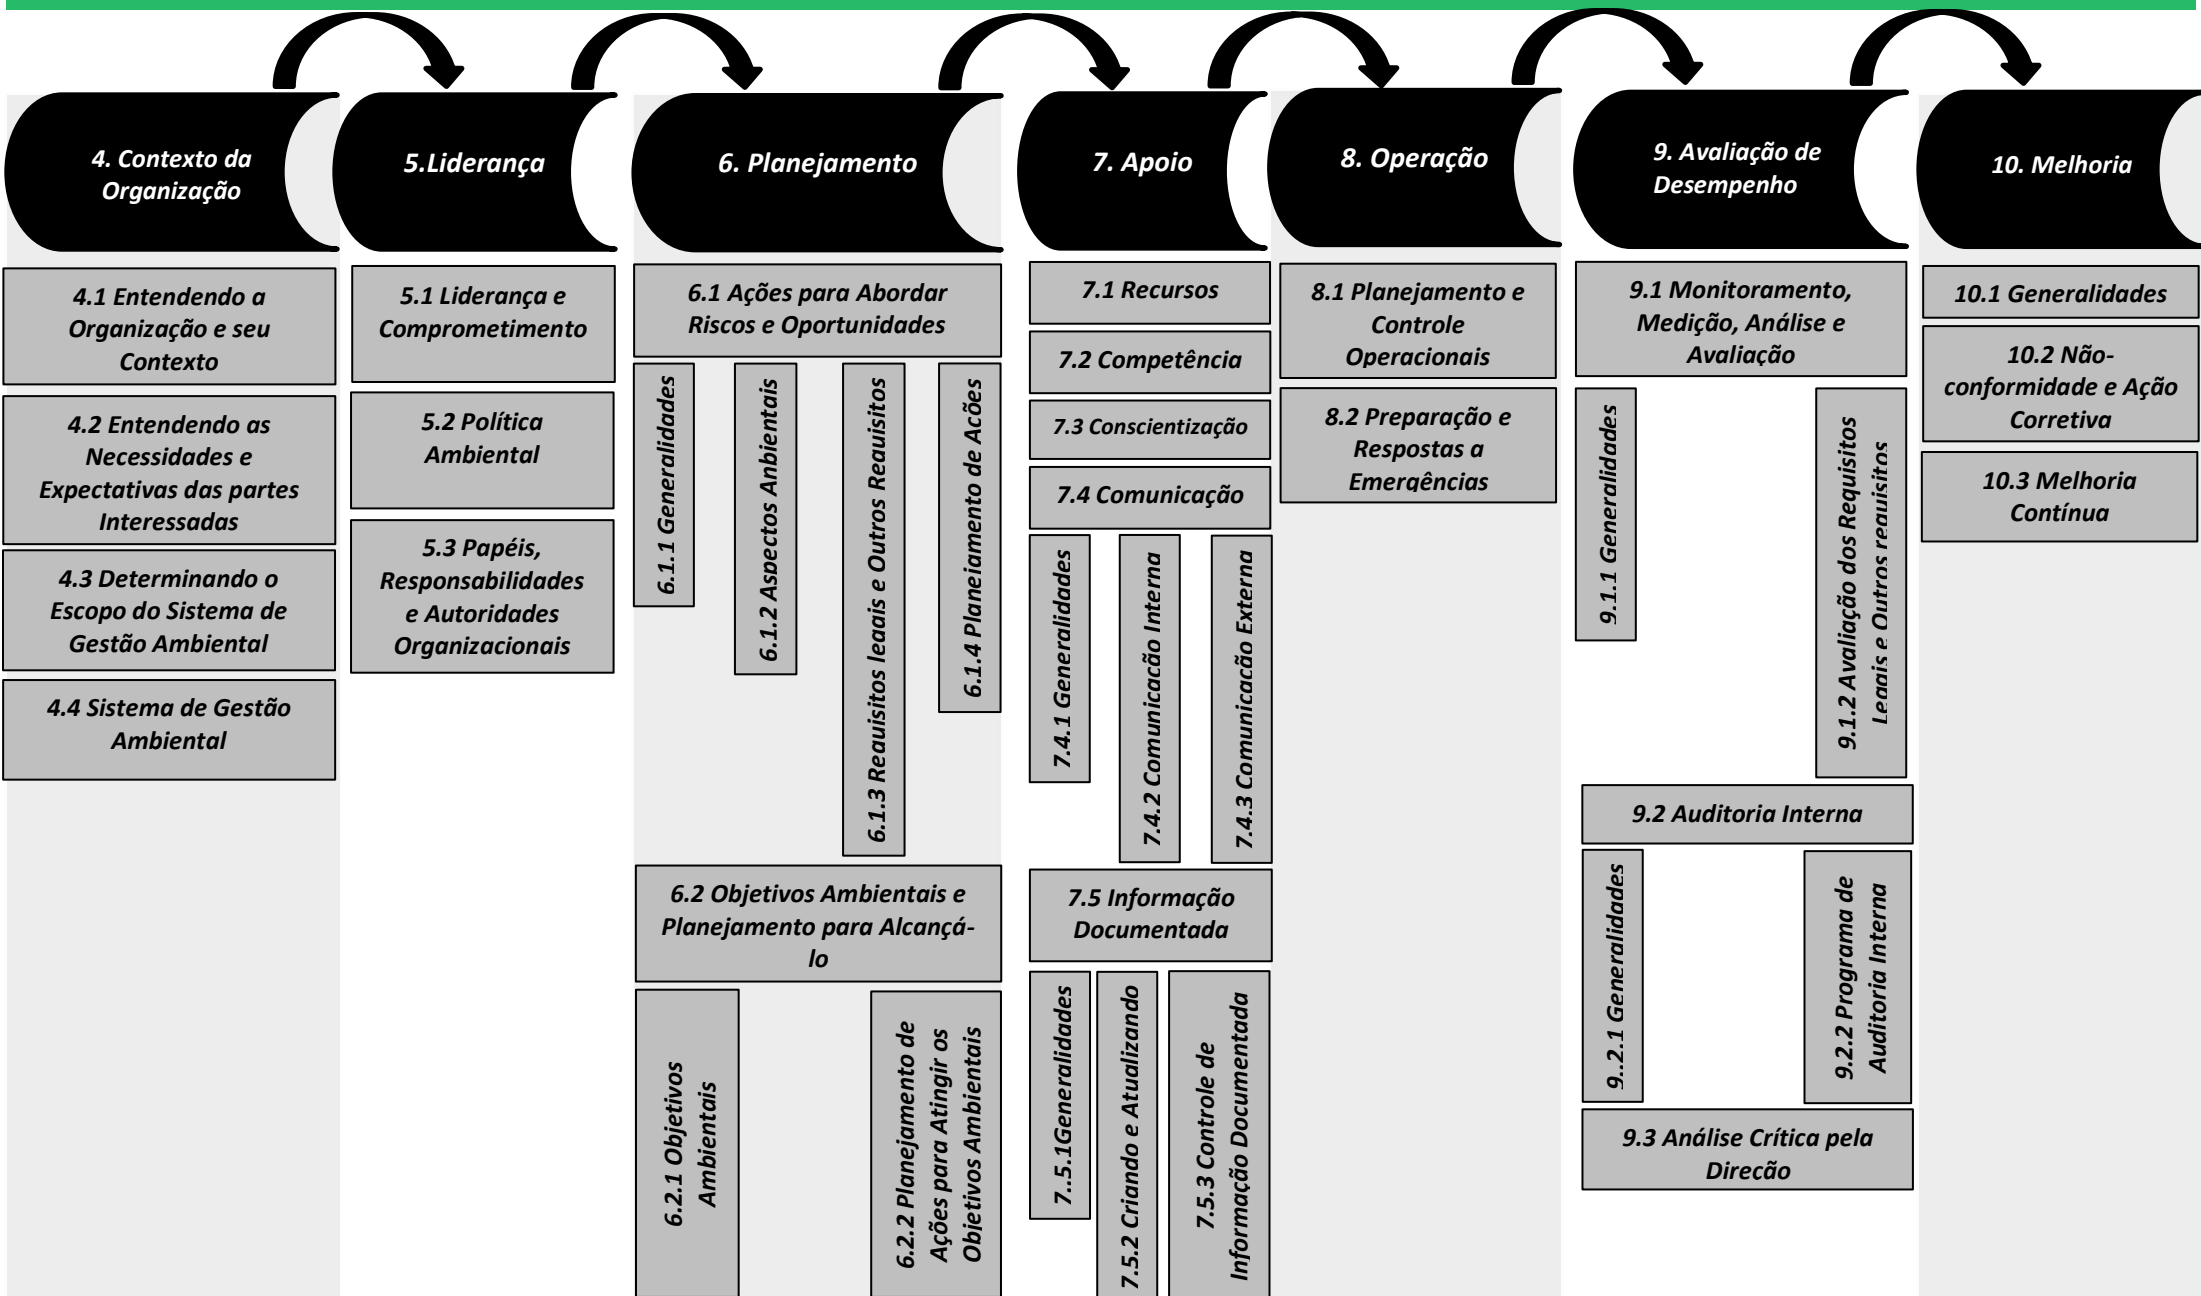 4. Contexto da
Organização
5.Liderança
6. Planejamento
7. Apoio
8. Operação
9. Avaliação de
Desempenho
10. Melhoria
4.1 Entendendo a
Organização e seu
Contexto
4.2 Entendendo as
Necessidades e
Expectativas das partes
Interessadas
4.3 Determinando o
Escopo do Sistema de
Gestão Ambiental
4.4 Sistema de Gestão
Ambiental
5.1 Liderança e
Comprometimento
5.2 Política
Ambiental
5.3 Papéis,
Responsabilidades
e Autoridades
Organizacionais
6.1 Ações para Abordar
Riscos e Oportunidades
6.1.1 Generalidades
6.1.2 Aspectos Anbientais
6.1.3 Requisitos legais e Outros Requisitos
6.1.4 Planejamento de Ações
6.2 Objetivos Ambientais e
Planejamento para Alcançá-
lo
6.2.1 Objetivos
Ambientais
6.2.2 Planejamento de
Ações para Atingir os
Objetivos Ambientais
7.1 Recursos
7.2 Competência
7.3 Conscientização
7.4 Comunicação
7.4.1 Generalidades
7.4.2 Comunicação Interna
7.4.3 Comunicação Externa
7.5 Informação
Documentada
7..5.1Generalidades
7.5.2 Criando e Atualizando
7.5.3 Controle de
Informação Documentada
8.1 Planejamento e
Controle
Operacionais
8.2 Preparação e
Respostas a
Emergências
9.1 Monitoramento,
Medição, Análise e
Avaliação
9.1.1 Generalidades
9.1.2 Avaliação dos Requisitos
Legais e Outros requisitos
9.2 Auditoria Interna
9..2.1 Generalidades
9.2.2 Programa de
Auditoria Interna
9.3 Análise Crítica pela
Direção
10.1 Generalidades
10.2 Não-
conformidade e Ação
Corretiva
10.3 Melhoria
Contínua